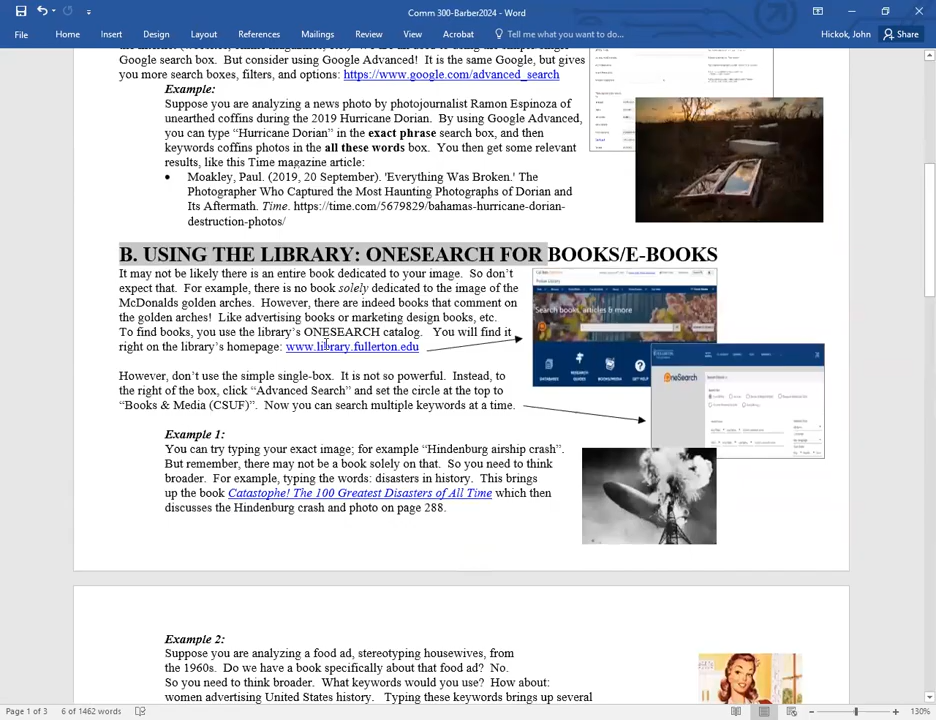 Comm 300-Barber2024 - Word
File Home Insert Design Layout References Mailings Review View Acrobat Tell me what you want to do... Hickok, John Share
Google search box. But consider using Google Advanced! It is the same Google, but gives
you more search boxes, filters, and options: https://www.google.com/advanced_search
Example:
Suppose you are analyzing a news photo by photojournalist Ramon Espinoza of
unearthed coffins during the 2019 Hurricane Dorian. By using Google Advanced,
you can type “Hurricane Dorian” in the exact phrase search box, and then
keywords coffins photos in the all these words box. You then get some relevant
results, like this Time magazine article:
• Moakley, Paul. (2019, 20 September). 'Everything Was Broken.' The
Photographer Who Captured the Most Haunting Photographs of Dorian and
Its Aftermath. Time. https://time.com/5679829/bahamas-hurricane-dorian-
destruction-photos/
B. USING THE LIBRARY: ONESEARCH FOR BOOKS/E-BOOKS
It may not be likely there is an entire book dedicated to your image. So don’t
expect that. For example, there is no book solely dedicated to the image of the
McDonalds golden arches. However, there are indeed books that comment on
the golden arches! Like advertising books or marketing design books, etc.
To find books, you use the library’s ONESEARCH catalog. You will find it
right on the library’s homepage: www.library.fullerton.edu
Search books, articles & more
DATABASES
RESEARCH GUIDES
BOOKS/MEDIA
GET HELP
OneSearch
However, don’t use the simple single-box. It is not so powerful. Instead, to
the right of the box, click “Advanced Search” and set the circle at the top to
“Books & Media (CSUF)”. Now you can search multiple keywords at a time.
Example 1:
You can try typing your exact image; for example “Hindenburg airship crash”.
But remember, there may not be a book solely on that. So you need to think
broader. For example, typing the words: disasters in history. This brings
up the book Catastophe! The 100 Greatest Disasters of All Time which then
discusses the Hindenburg crash and photo on page 288.
Example 2:
Suppose you are analyzing a food ad, stereotyping housewives, from
the 1960s. Do we have a book specifically about that food ad? No.
So you need to think broader. What keywords would you use? How about:
women advertising United States history. Typing these keywords brings up several
Page 1 of 3 6 of 1462 words 130%